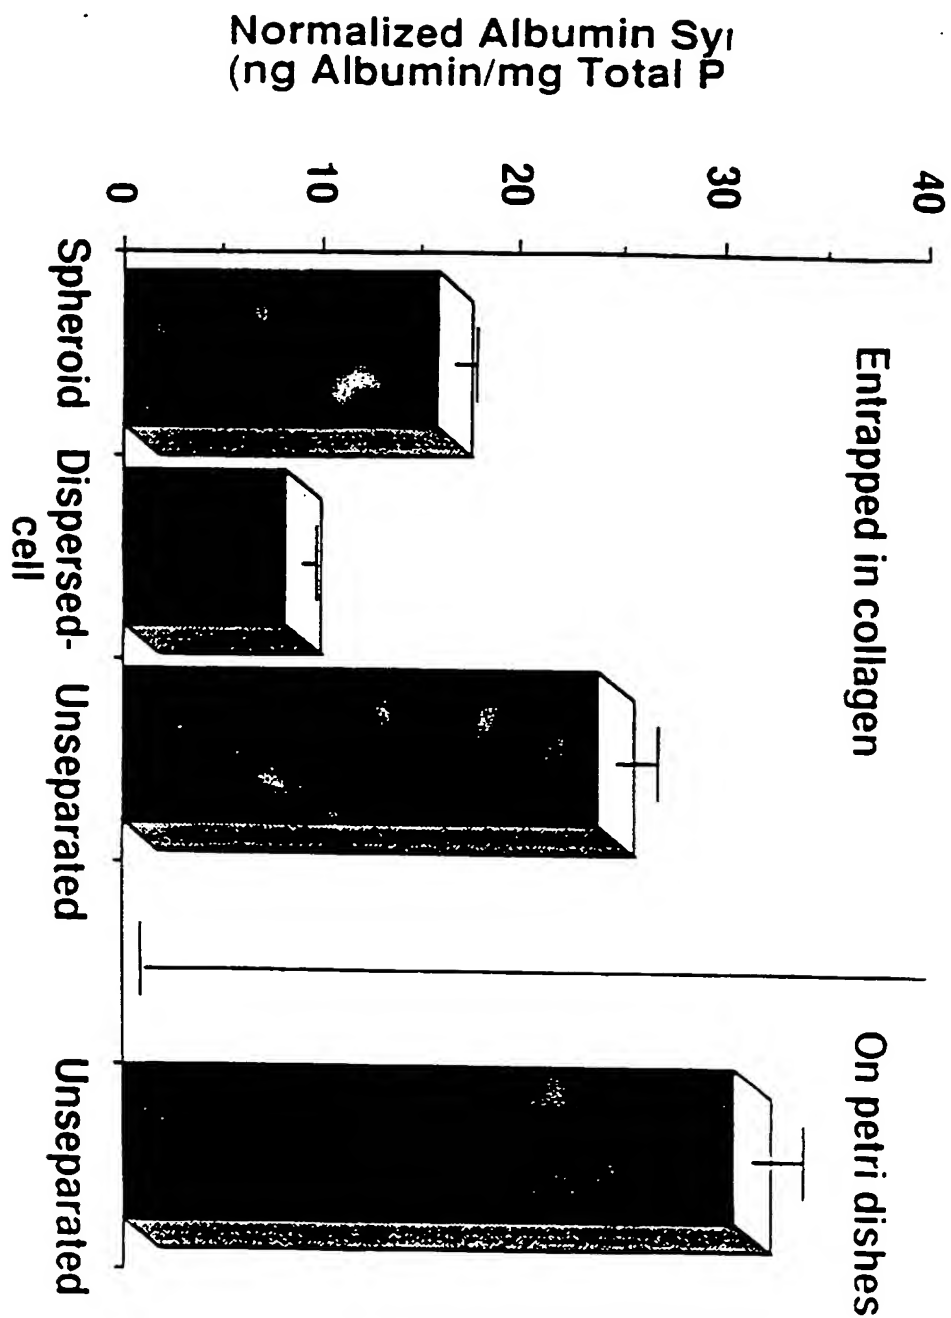 Normalized Albumin Sy
(ng Albumin/mg Total P
40
30
20
10
0
Entrapped in collagen
On petri dishes
Spheroid
Dispersed-
cell
Unseparated
Unseparated